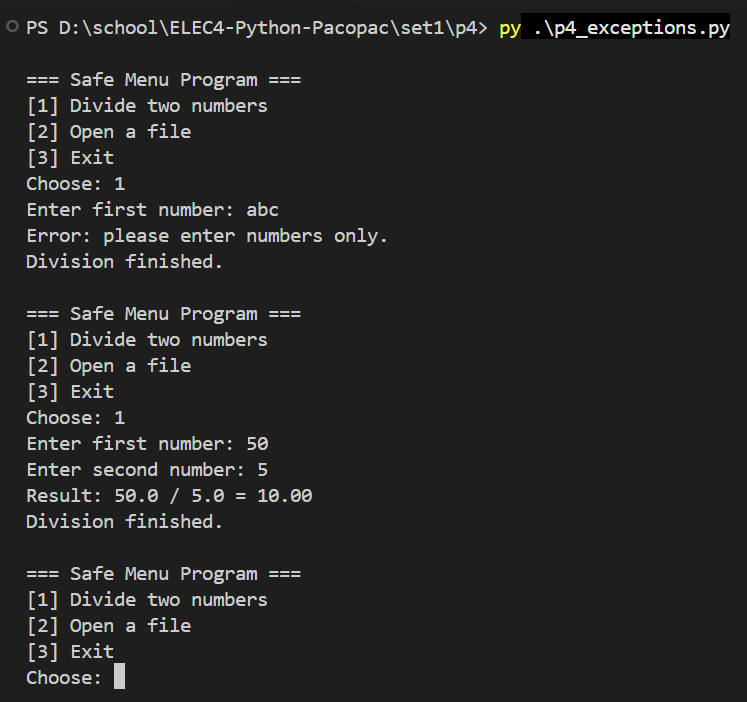 PS D:\school\ELEC4-Python-Pacopac\set1\p4> py .\p4_exceptions.py
=== Safe Menu Program ===
[1] Divide two numbers
[2] Open a file
[3] Exit
Choose: 1
Enter first number: abc
Error: please enter numbers only.
Division finished.
=== Safe Menu Program ===
[1] Divide two numbers
[2] Open a file
[3] Exit
Choose: 1
Enter first number: 50
Enter second number: 5
Result: 50.0 / 5.0 = 10.00
Division finished.
=== Safe Menu Program ===
[1] Divide two numbers
[2] Open a file
[3] Exit
Choose: